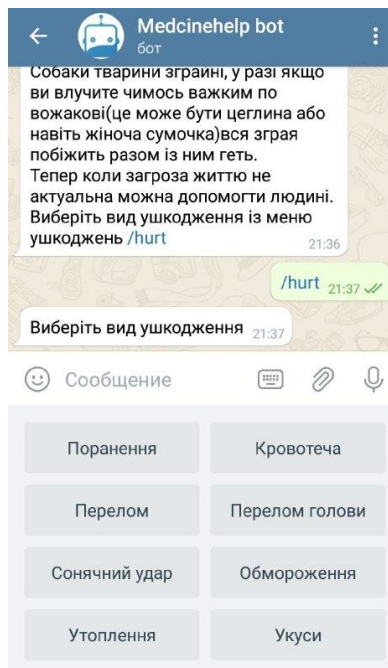 Medcinehelp bot
бот
Собаки тварини зграйні, у разі якщо
ви влучите чимось важким по
вожакові(це може бути цеглина або
навіть жіноча сумочка)вся зграя
побіжить разом із ним геть.
Тепер коли загроза життю не
актуальна можна допомогти людині.
Виберіть вид ушкодження із меню
ушкоджень /hurt
21:36
/hurt 21:37
Виберіть вид ушкодження 21:37
Сообщение
Поранення Кровотеча
Перелом Перелом голови
Сонячний удар Обмороження
Утоплення Укуси